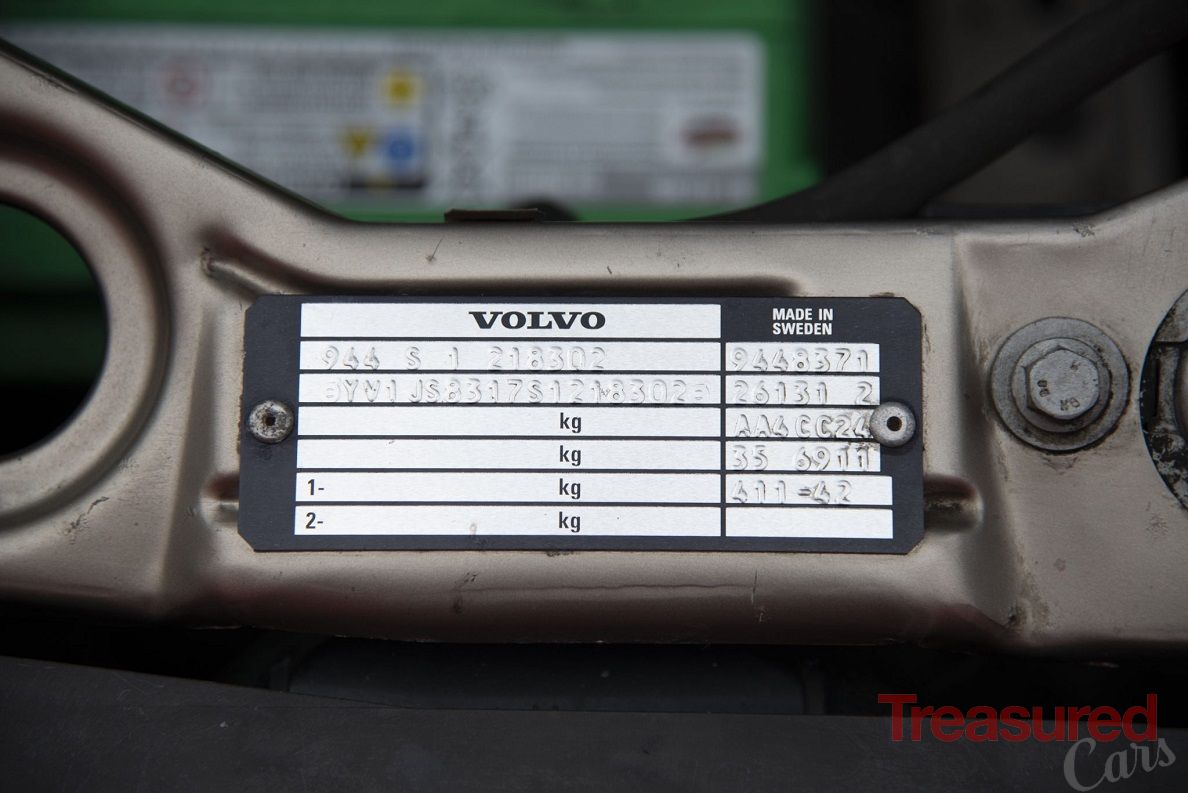 VOLVO
MADE IN
SWEDEN
944 S 1 218302
9448371
=YV1JS8317S1218302=
26131 2
kg
AA4CC24
kg
35 6911
1- kg
411-42
2- kg
Treasured
Cars